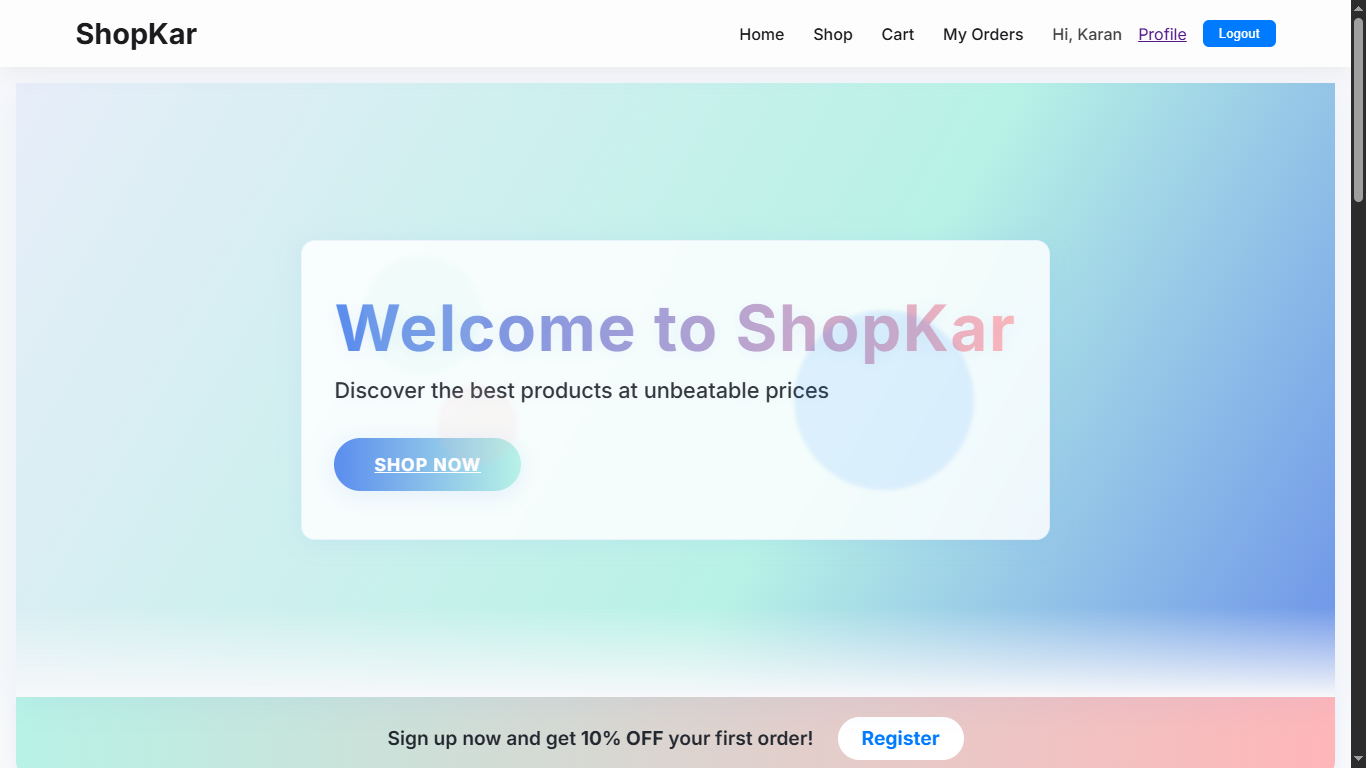 ShopKar
Home Shop Cart My Orders Hi, Karan Profile Logout
Welcome to ShopKar
Discover the best products at unbeatable prices
SHOP NOW
Sign up now and get 10% OFF your first order! Register